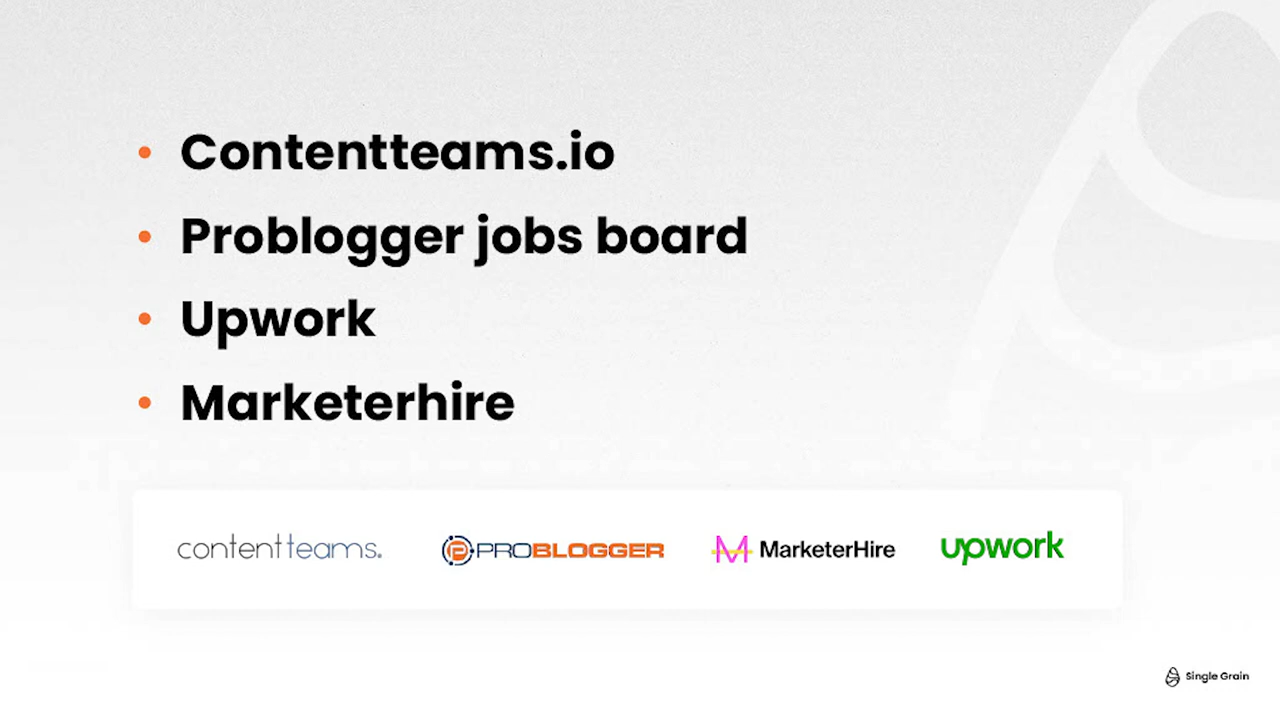 • Contentteams.io
• Problogger jobs board
• Upwork
• Marketerhire
contentteams. PROBLOGGER MarketerHire upwork
Single Grain